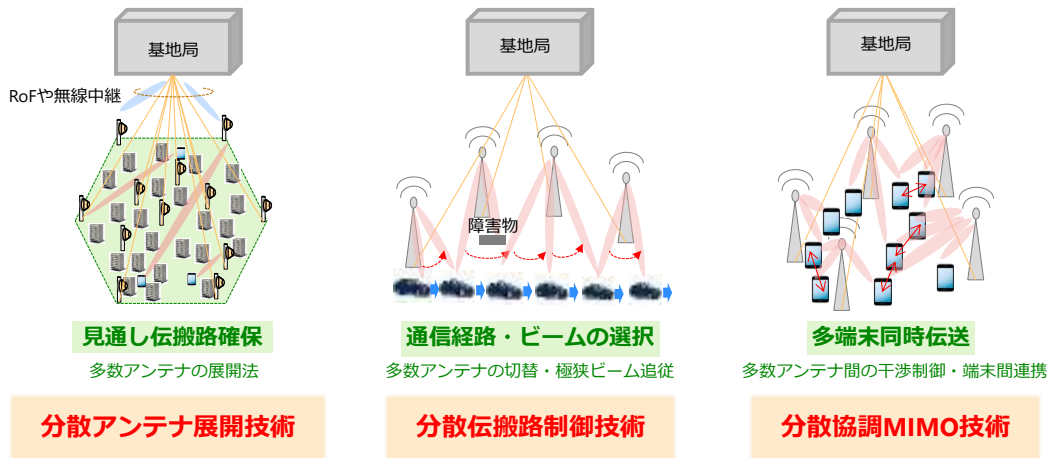 基地局
RoFや無線中継
見通し伝搬路確保
多数アンテナの展開法
分散アンテナ展開技術
基地局
障害物
通信経路・ビームの選択
多数アンテナの切替・極狭ビーム追従
分散伝搬路制御技術
基地局
多端末同時伝送
多数アンテナ間の干渉制御・端末間連携
分散協調MIMO技術